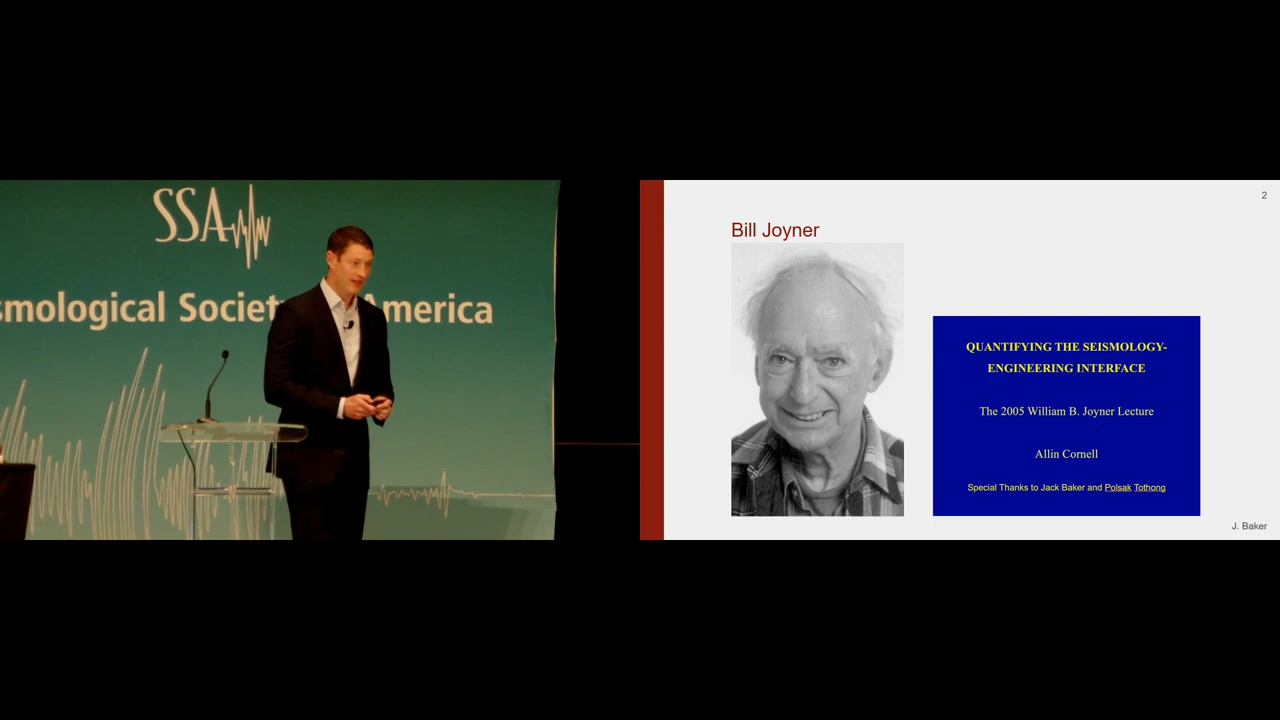 SSA
smological Societ America
2
Bill Joyner
QUANTIFYING THE SEISMOLOGY-
ENGINEERING INTERFACE
The 2005 William B. Joyner Lecture
Allin Cornell
Special Thanks to Jack Baker and Polsak Tothong
J. Baker